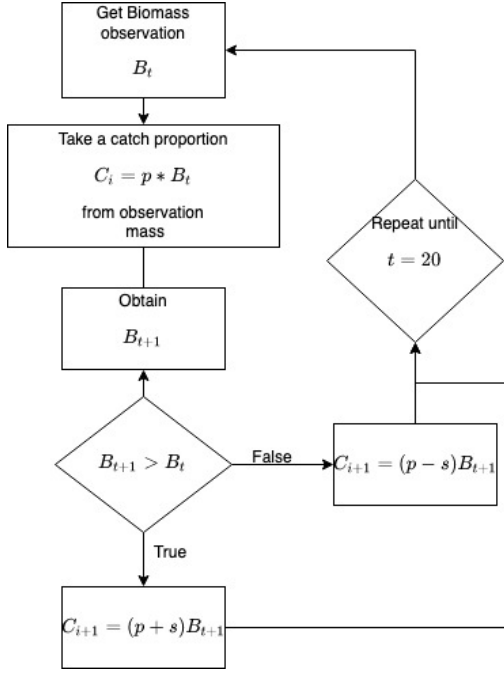 Get Biomass
observation
$B_t$
Take a catch proportion
$C_i = p * B_t$
from observation
mass
Obtain
$B_{t+1}$
$B_{t+1} > B_t$
False
True
$C_{i+1} = (p + s)B_{t+1}$
$C_{i+1} = (p - s)B_{t+1}$
Repeat until
$t = 20$